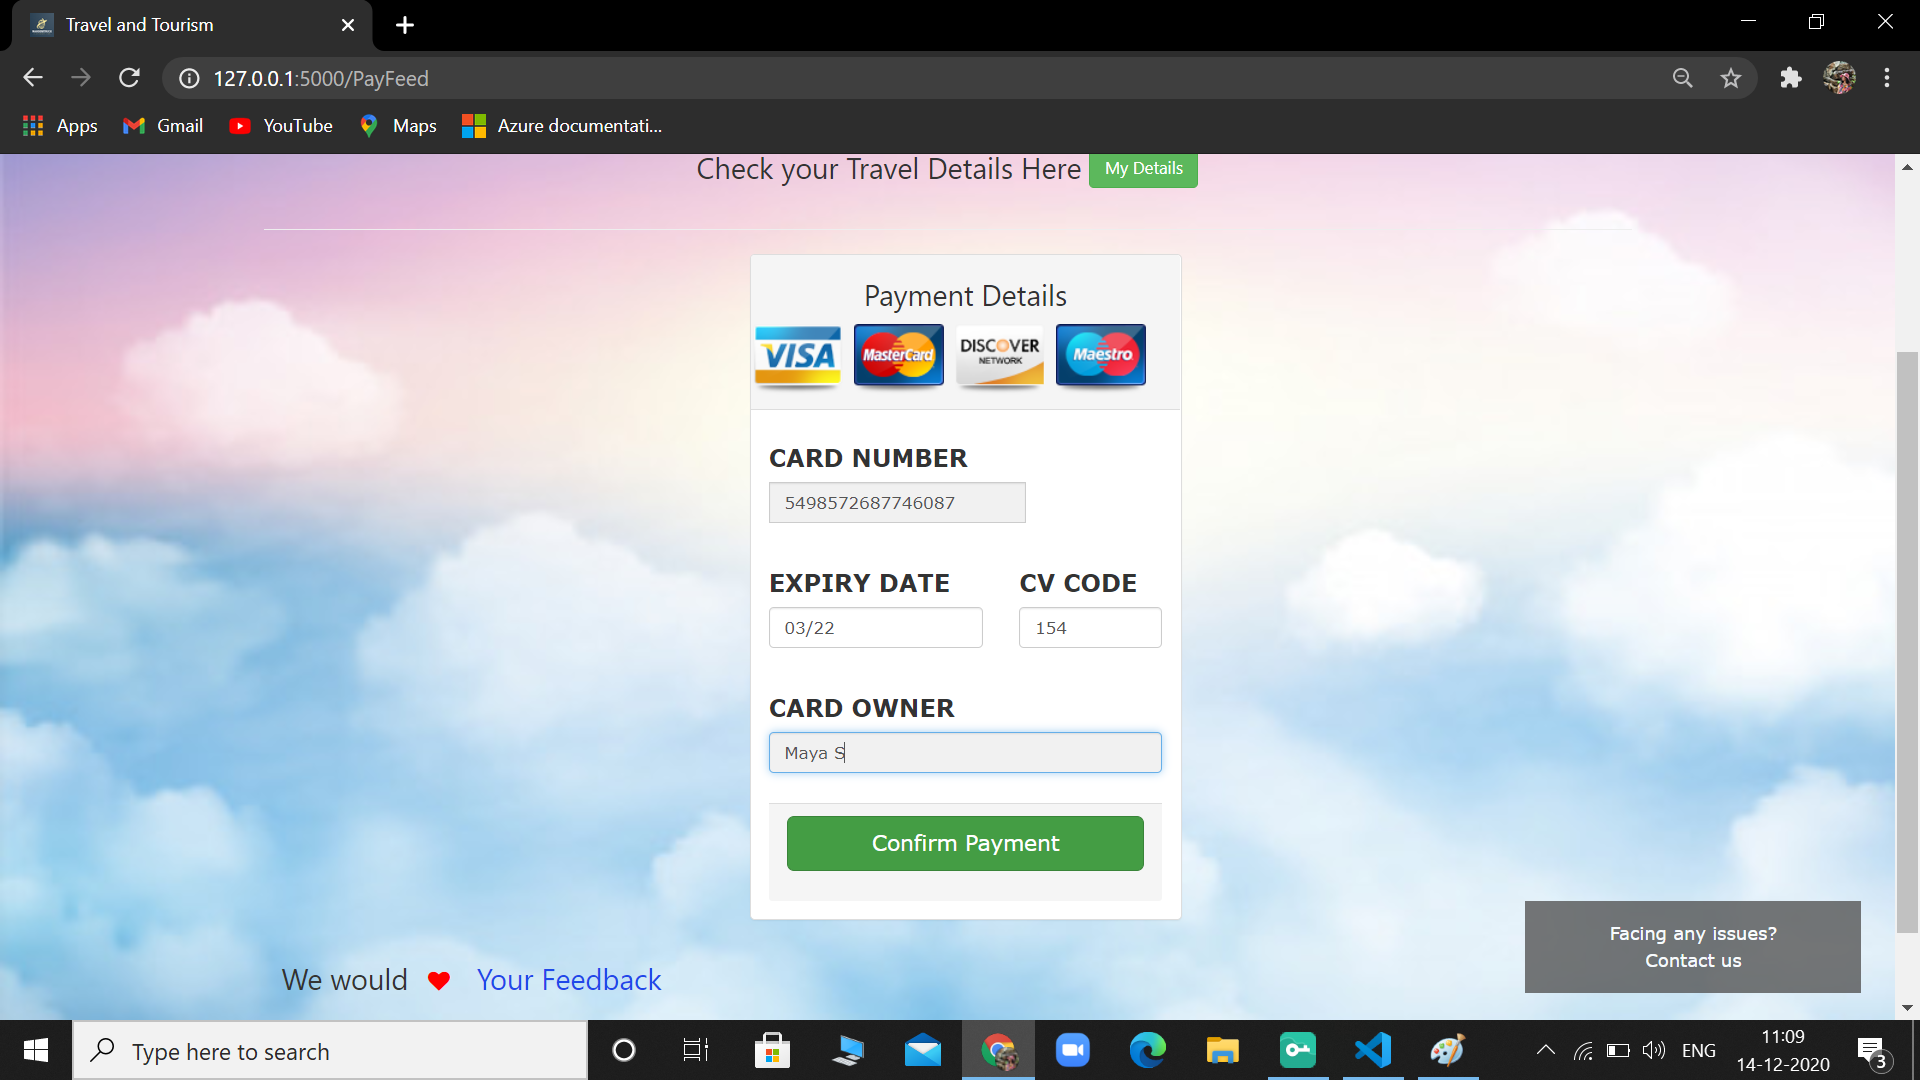 Travel and Tourism
127.0.0.1:5000/PayFeed
Apps
Gmail
YouTube
Maps
Azure documentati...
Check your Travel Details Here
My Details
Payment Details
VISA
MasterCard
DISCOVER
NETWORK
Maestro
CARD NUMBER
5498572687746087
EXPIRY DATE
CV CODE
03/22
154
CARD OWNER
Maya S
Confirm Payment
Facing any issues?
Contact us
We would ❤ Your Feedback
Type here to search
ENG
11:09
14-12-2020
3